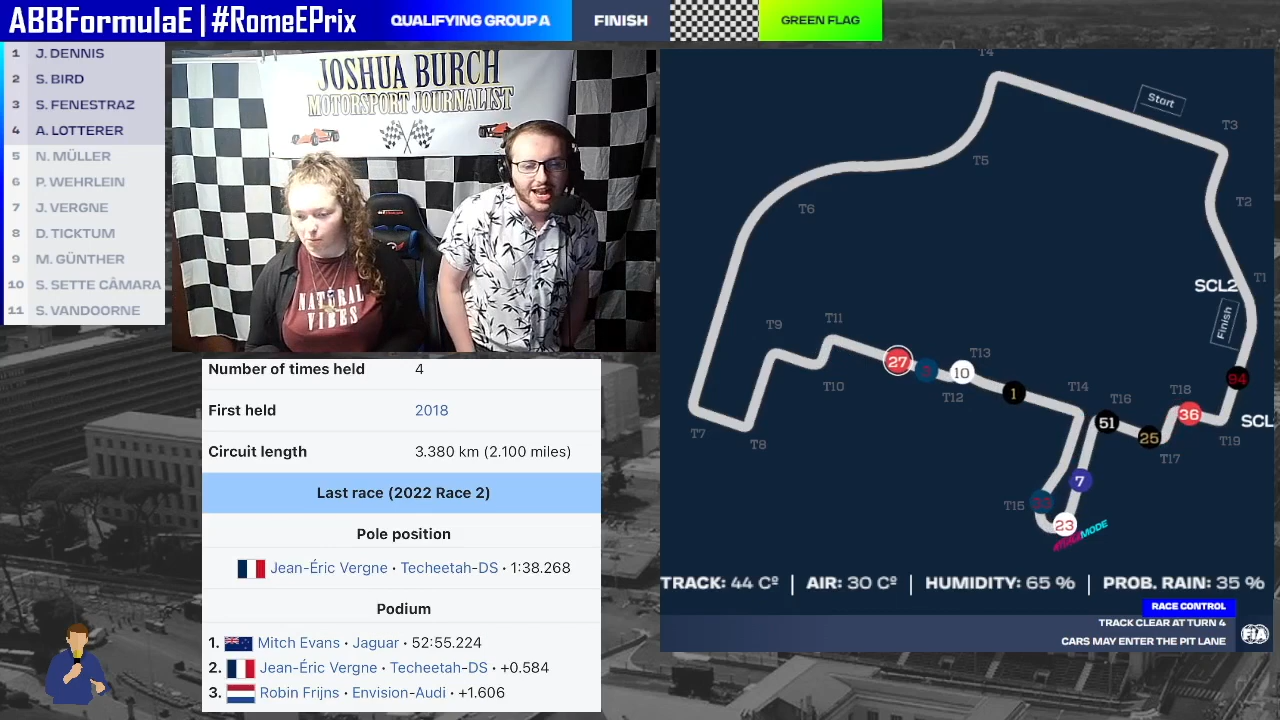 ABBFormulaE | #RomeEPrix
QUALIFYING GROUP A
FINISH
GREEN FLAG
1 J. DENNIS
2 S. BIRD
3 S. FENESTRAZ
4 A. LOTTERER
5 N. MÜLLER
6 P. WEHRLEIN
7 J. VERGNE
8 D. TICKTUM
9 M. GÜNTHER
10 S. SETTE CÂMARA
11 S. VANDOORNE
JOSHUA BURCH
MOTORSPORT JOURNALIST
NATURAL
VIBES
Number of times held 4
First held 2018
Circuit length 3.380 km (2.100 miles)
Last race (2022 Race 2)
Pole position
Jean-Éric Vergne • Techeetah-DS • 1:38.268
Podium
1. Mitch Evans • Jaguar • 52:55.224
2. Jean-Éric Vergne • Techeetah-DS • +0.584
3. Robin Frijns • Envision-Audi • +1.606
T4
Start
T3
T5
T2
T6
T1
SCL2
Finish
T9
T11
T13
27
3
10
T10
T12
1
T14
T16
T18
94
51
36
SCL
T7
T8
25
T19
T17
7
T15
23
MODE
TRACK: 44 Cº | AIR: 30 Cº | HUMIDITY: 65 % | PROB. RAIN: 35 %
RACE CONTROL
TRACK CLEAR AT TURN 4
CARS MAY ENTER THE PIT LANE
FIA